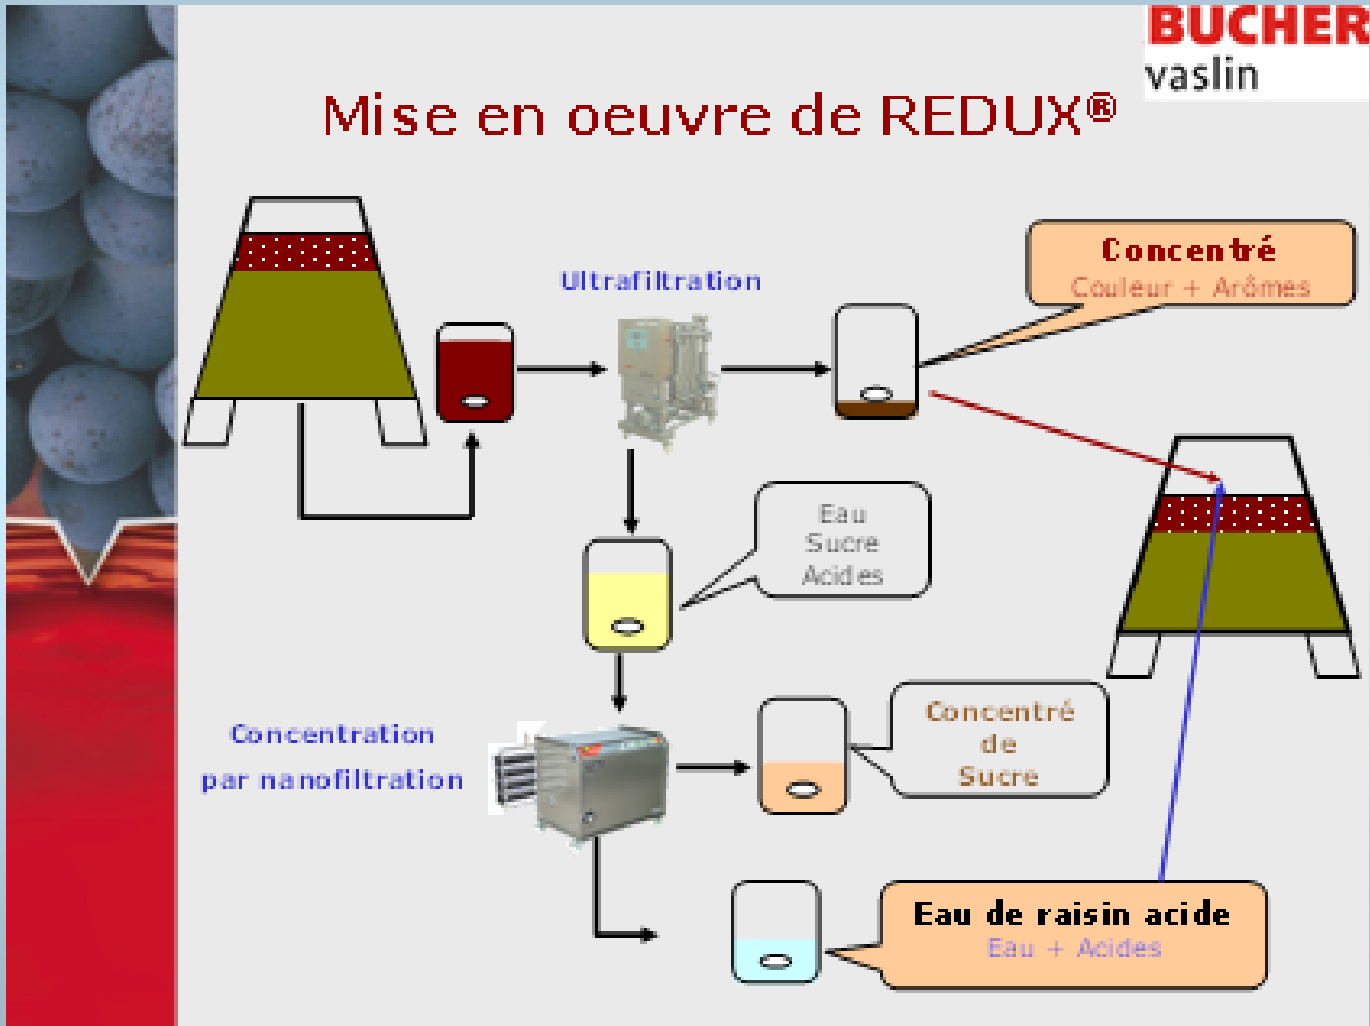 BUCHER
vaslin
Mise en oeuvre de REDUX®
Ultrafiltration
Concentré
Couleur + Arômes
Eau
Sucre
Acides
Concentration
par nanofiltration
Concentré
de
Sucre
Eau de raisin acide
Eau + Acides